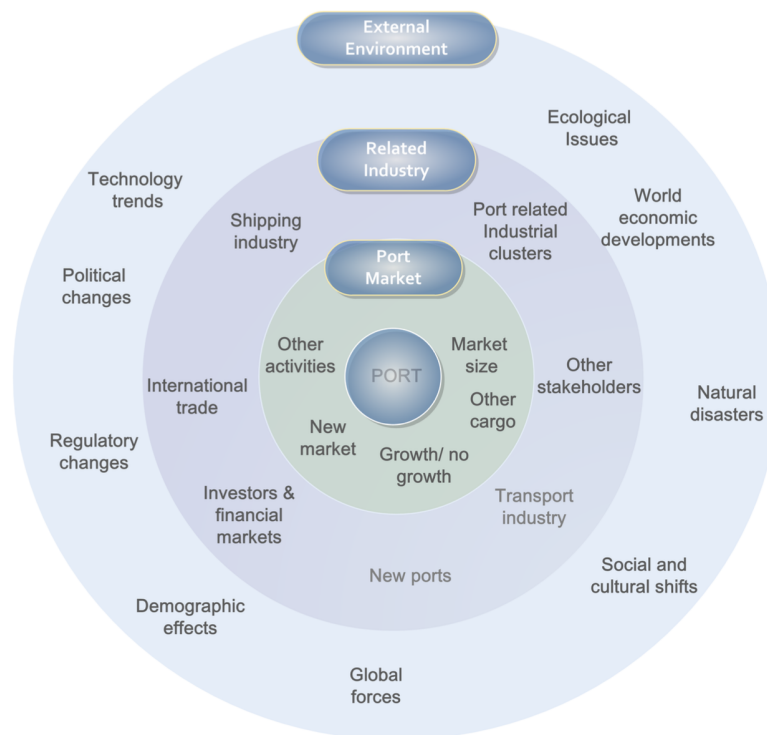 External
Environment
Ecological
Issues
Related
Industry
Technology
trends
World
economic
developments
Port related
Industrial
clusters
Shipping
industry
Port
Market
Political
changes
Other
activities
Market
size
PORT
Other
stakeholders
International
trade
Natural
disasters
Other
cargo
New
market
Regulatory
changes
Growth/ no
growth
Investors &
financial
markets
Transport
industry
New ports
Social and
cultural shifts
Demographic
effects
Global
forces